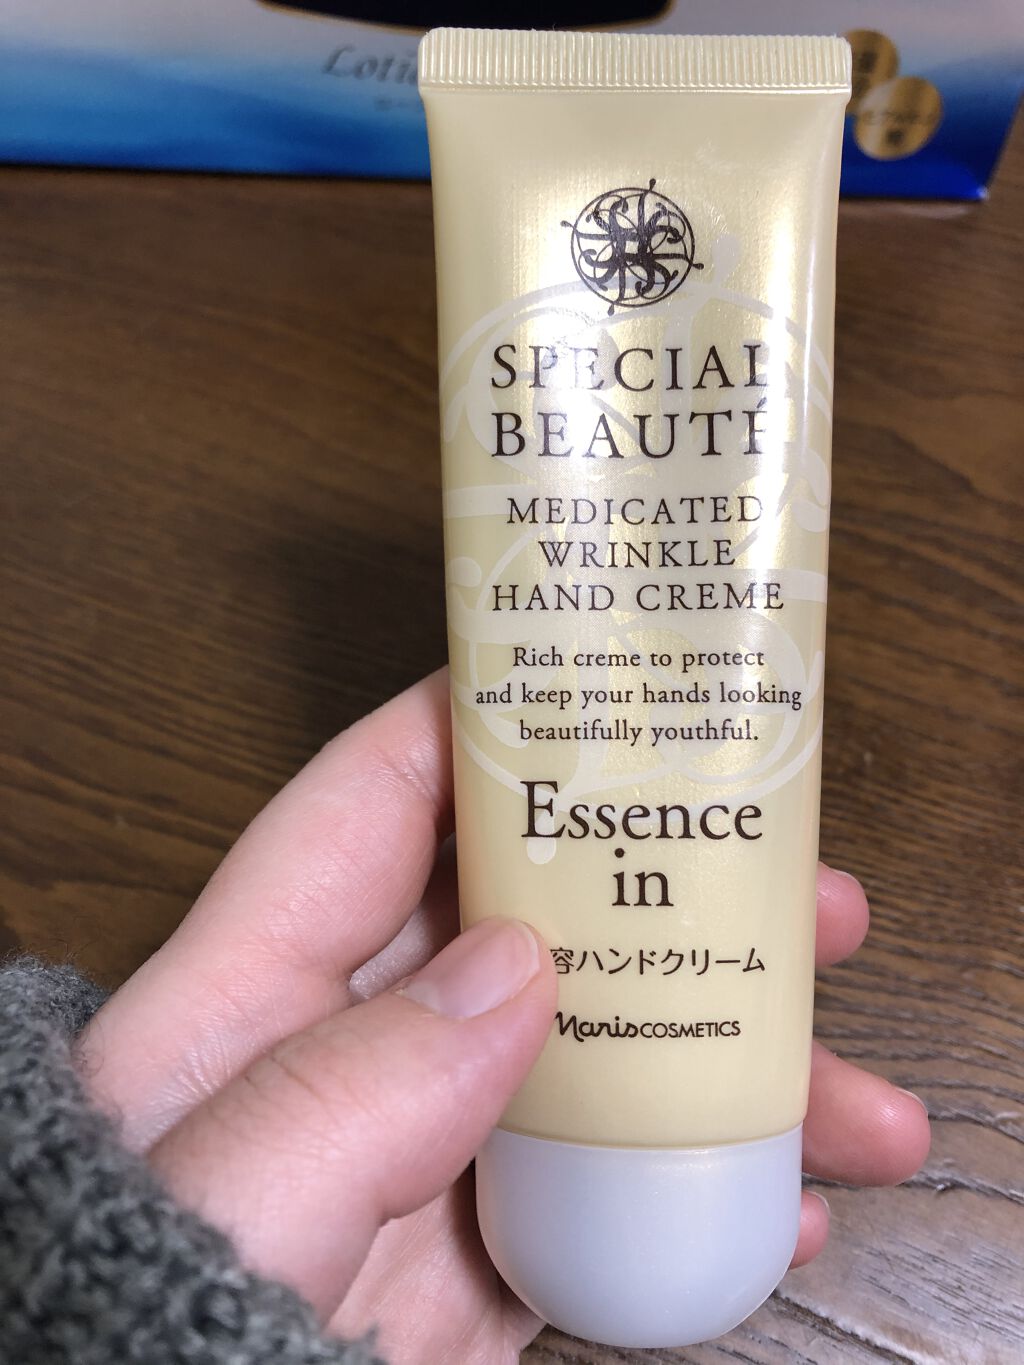 SPECIAL
BEAUTÉ
MEDICATED
WRINKLE
HAND CREME
Rich creme to protect
and keep your hands looking
beautifully youthful.
Essence
in
容ハンドクリーム
Naris COSMETICS